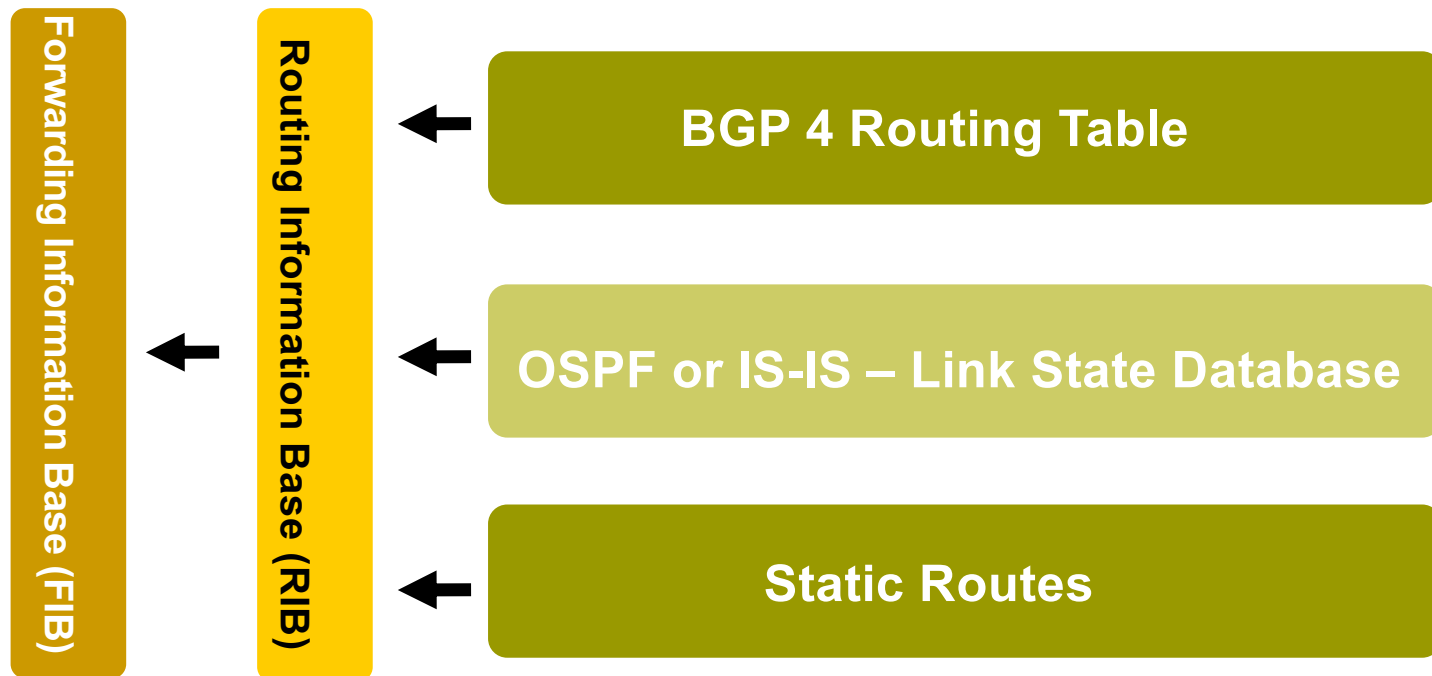 Forwarding Information Base (FIB)
Routing Information Base (RIB)
BGP 4 Routing Table
OSPF or IS-IS – Link State Database
Static Routes